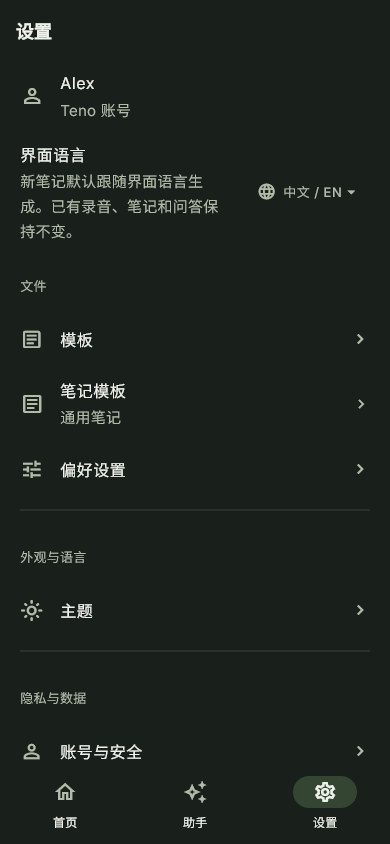 设置
Alex
Teno 账号
界面语言
新笔记默认跟随界面语言生
成。已有录音、笔记和问答保
持不变。
中文 / EN
文件
模板
笔记模板
通用笔记
偏好设置
外观与语言
主题
隐私与数据
账号与安全
首页
助手
设置